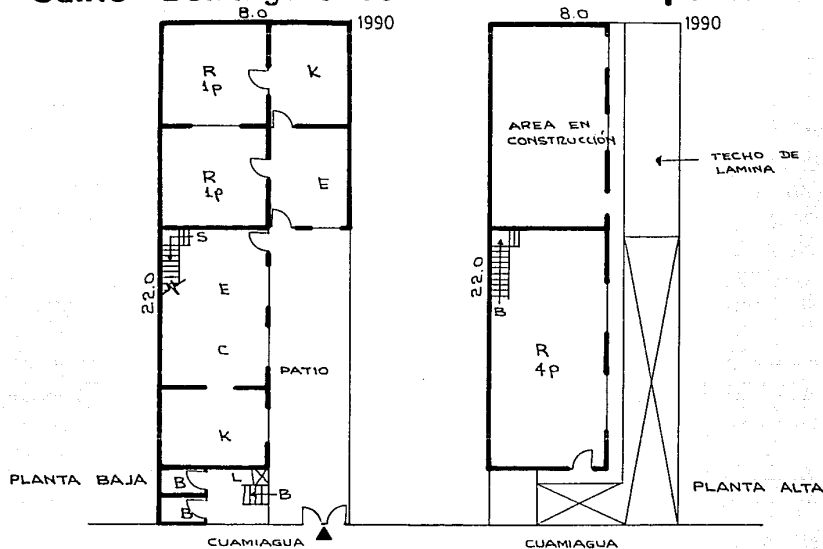 8.0
1990
R
1p
K
R
1p
E
S
22.0
E
C
PATIO
K
PLANTA BAJA
B
L
B
B
CUAMIAGUA
8.0
1990
AREA EN
CONSTRUCCIÓN
TECHO DE
LAMINA
22.0
B
R
4p
PLANTA ALTA
CUAMIAGUA